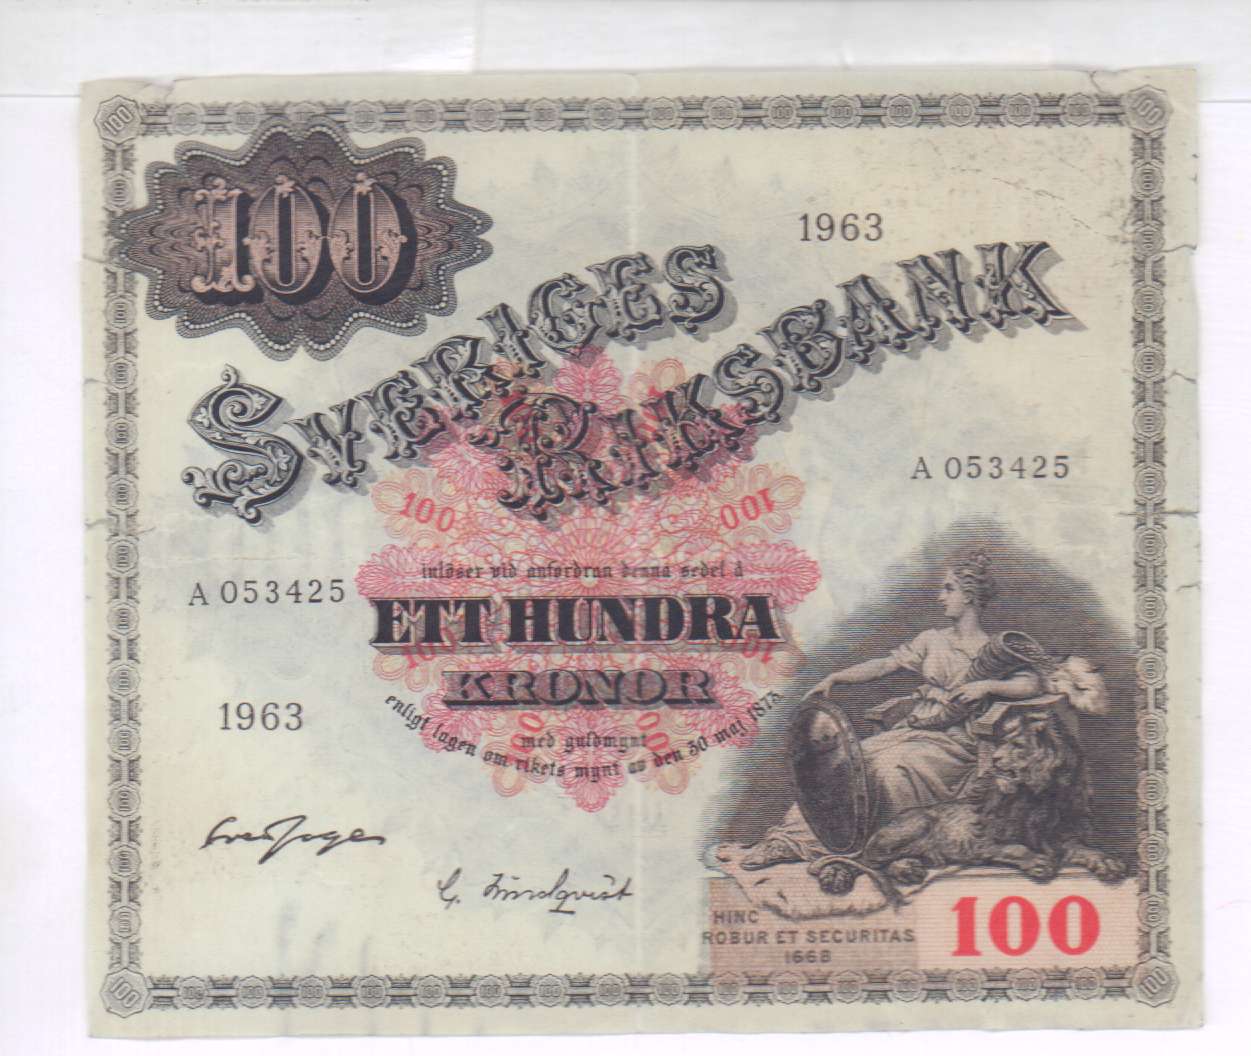 100
1963
SVERIGES
RIKSBANK
A 053425
100 100
inlöser vid anfordran denna sedel å
A 053425
ETT HUNDRA
KRONOR
1963
med guldmynt
enligt lagen om rikets mynt av den 30 maj 1873
G. Lindqvist
HINC
ROBUR ET SECURITAS
1668
100